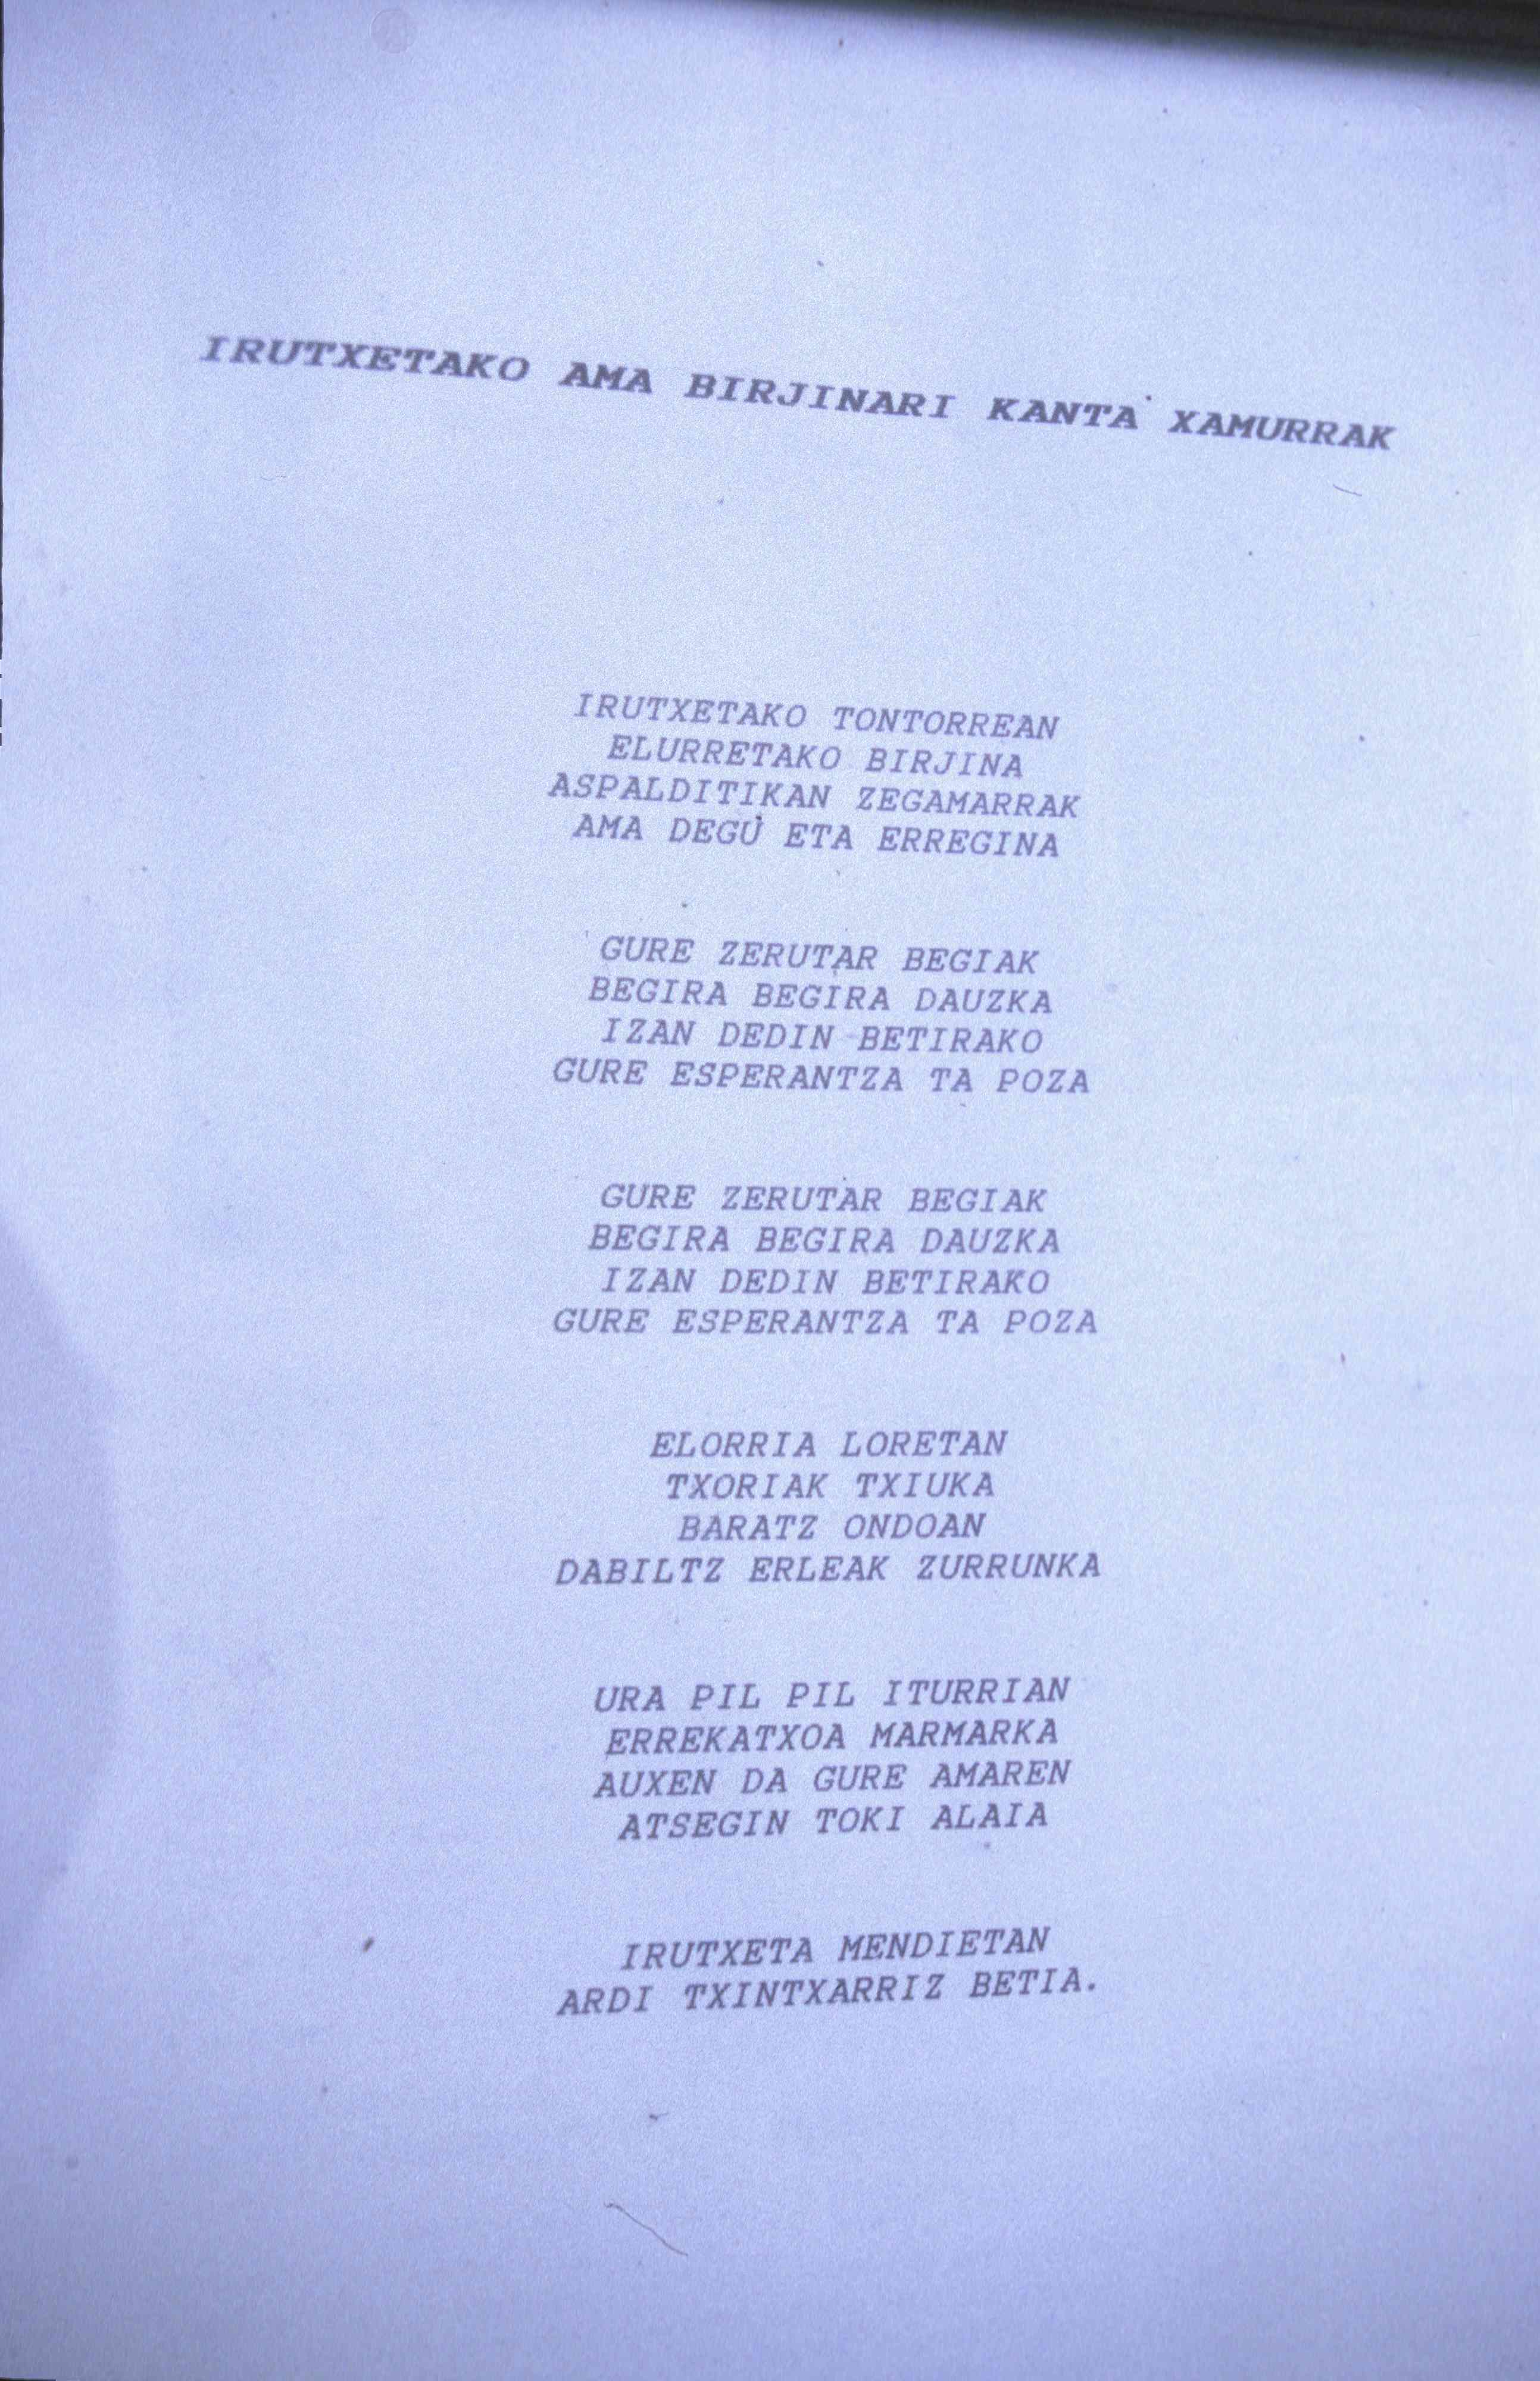 IRUTXETAKO AMA BIRJINARI KANTA XAMURRAK
IRUTXETAKO TONTORREAN
ELURRETAKO BIRJINA
ASPALDITIKAN ZEGAMARRAK
AMA DEGU ETA ERREGINA
GURE ZERUTAR BEGIAK
BEGIRA BEGIRA DAUZKA
IZAN DEDIN BETIRAKO
GURE ESPERANTZA TA POZA
GURE ZERUTAR BEGIAK
BEGIRA BEGIRA DAUZKA
IZAN DEDIN BETIRAKO
GURE ESPERANTZA TA POZA
ELORRIA LORETAN
TXORIAK TXIUKA
BARATZ ONDOAN
DABILTZ ERLEAK ZURRUNKA
URA PIL PIL ITURRIAN
ERREKATXOA MARMARKA
AUXEN DA GURE AMAREN
ATSEGIN TOKI ALAIA
IRUTXETA MENDIETAN
ARDI TXINTXARRIZ BETIA.